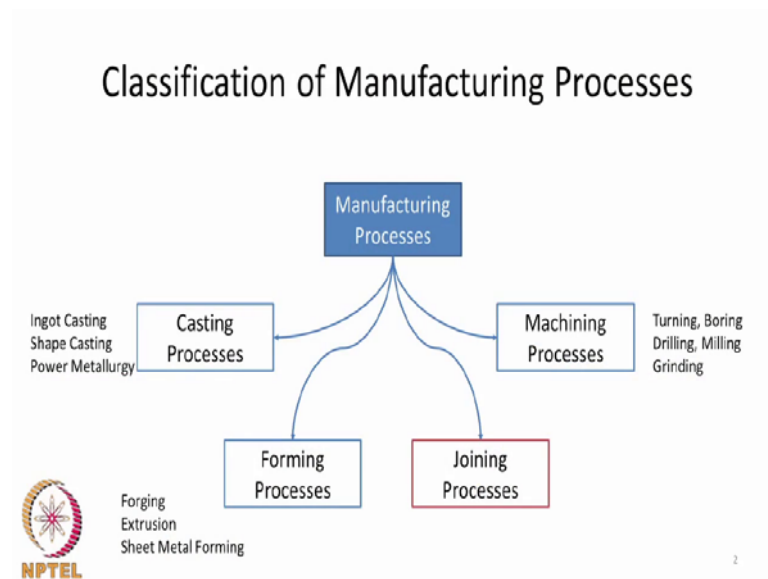 Classification of Manufacturing Processes
Manufacturing
Processes
Ingot Casting
Shape Casting
Power Metallurgy
Casting
Processes
Machining
Processes
Turning, Boring
Drilling, Milling
Grinding
Forging
Extrusion
Sheet Metal Forming
Forming
Processes
Joining
Processes
NPTEL
2